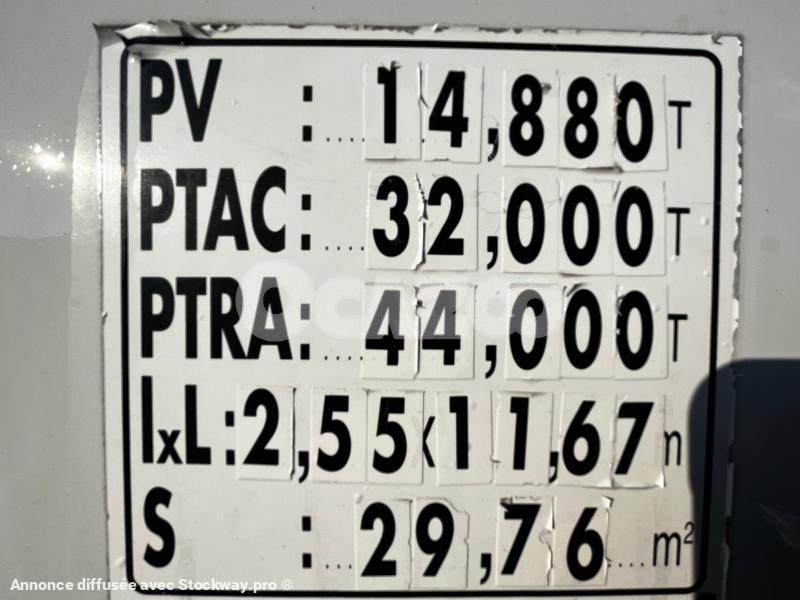 PV : .... 14,880 T
PTAC : .... 32,000 T
PTRA : .... 44,000 T
lxL : 2,55x11,67 m
S : .... 29,76 .... m²
Ocazoo
Annonce diffusée avec Stockway.pro ®